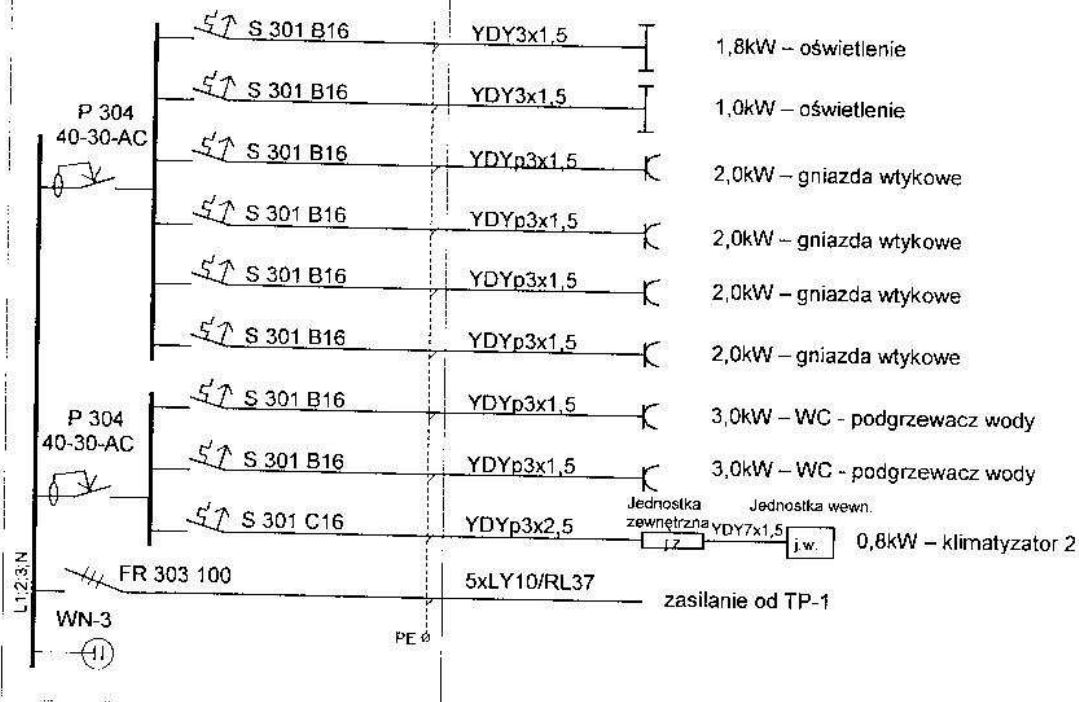 S 301 B16 YDY3x1,5 1,8kW – oświetlenie
S 301 B16 YDY3x1,5 1,0kW – oświetlenie
P 304
40-30-AC
S 301 B16 YDYp3x1,5 2,0kW – gniazda wtykowe
S 301 B16 YDYp3x1,5 2,0kW – gniazda wtykowe
S 301 B16 YDYp3x1,5 2,0kW – gniazda wtykowe
S 301 B16 YDYp3x1,5 2,0kW – gniazda wtykowe
P 304
40-30-AC
S 301 B16 YDYp3x1,5 3,0kW – WC - podgrzewacz wody
S 301 B16 YDYp3x1,5 3,0kW – WC - podgrzewacz wody
Jednostka Jednostka wewn.
zewnętrzna
S 301 C16 YDYp3x2,5 j.z. YDY7x1,5 j.w. 0,8kW – klimatyzator 2
L1;2;3;N
FR 303 100 5xLY10/RL37 zasilanie od TP-1
WN-3
PE